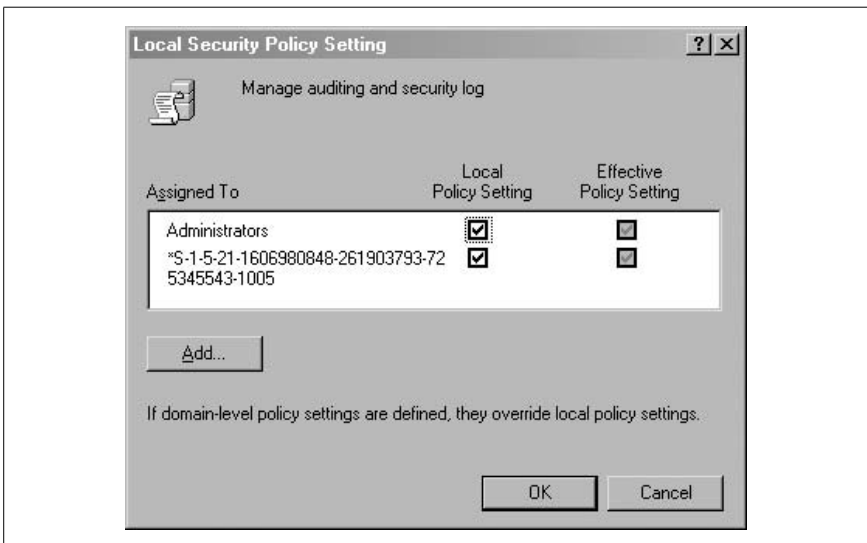 Local Security Policy Setting
Manage auditing and security log
Local
Policy Setting
Effective
Policy Setting
Assigned To
Administrators
*S-1-5-21-1606980848-261903793-72
5345543-1005
Add...
If domain-level policy settings are defined, they override local policy settings.
OK
Cancel